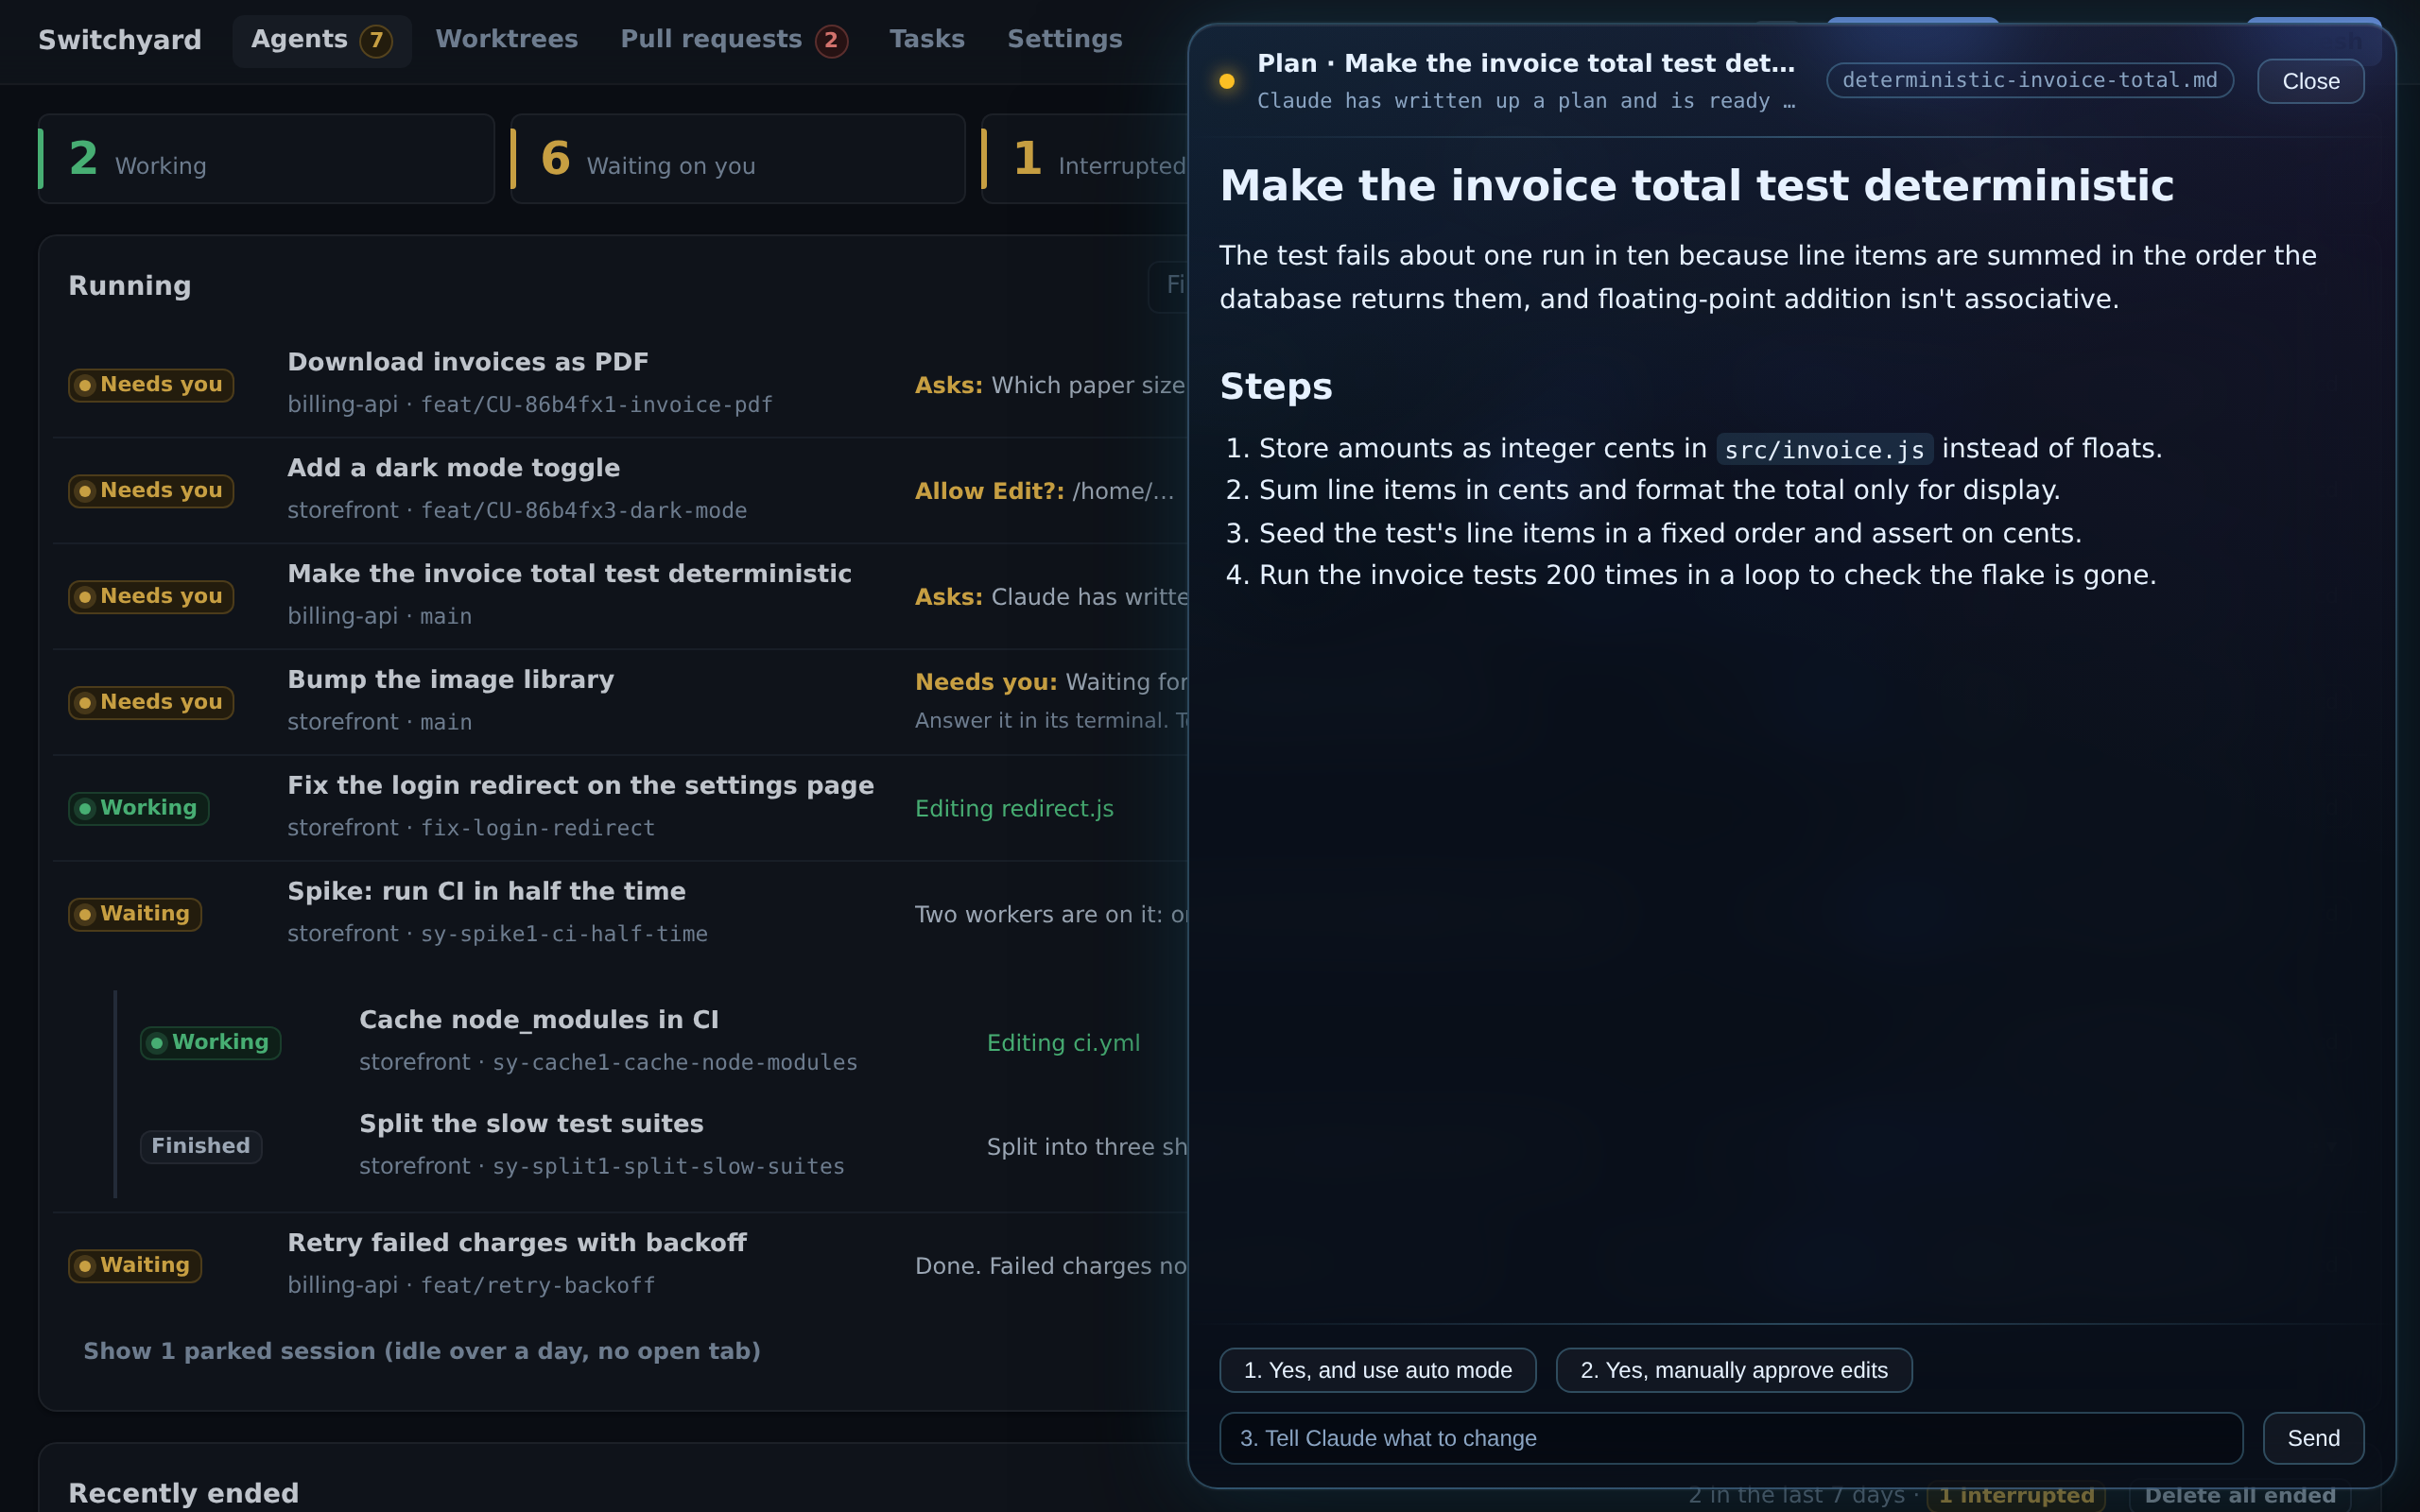 Switchyard Agents 7 Worktrees Pull requests 2 Tasks Settings
2 Working
6 Waiting on you
1 Interrupted
Running
Needs you
Download invoices as PDF
billing-api · feat/CU-86b4fx1-invoice-pdf
Asks: Which paper size
Needs you
Add a dark mode toggle
storefront · feat/CU-86b4fx3-dark-mode
Allow Edit?: /home/…
Needs you
Make the invoice total test deterministic
billing-api · main
Asks: Claude has writte
Needs you
Bump the image library
storefront · main
Needs you: Waiting for
Answer it in its terminal.
Working
Fix the login redirect on the settings page
storefront · fix-login-redirect
Editing redirect.js
Waiting
Spike: run CI in half the time
storefront · sy-spike1-ci-half-time
Two workers are on it:
Working
Cache node_modules in CI
storefront · sy-cache1-cache-node-modules
Editing ci.yml
Finished
Split the slow test suites
storefront · sy-split1-split-slow-suites
Split into three sh
Waiting
Retry failed charges with backoff
billing-api · feat/retry-backoff
Done. Failed charges no
Show 1 parked session (idle over a day, no open tab)
Recently ended
2 in the last 7 days · 1 interrupted Delete all ended
Plan · Make the invoice total test det…
Claude has written up a plan and is ready …
deterministic-invoice-total.md
Close
Make the invoice total test deterministic
The test fails about one run in ten because line items are summed in the order the
database returns them, and floating-point addition isn't associative.
Steps
1. Store amounts as integer cents in src/invoice.js instead of floats.
2. Sum line items in cents and format the total only for display.
3. Seed the test's line items in a fixed order and assert on cents.
4. Run the invoice tests 200 times in a loop to check the flake is gone.
1. Yes, and use auto mode
2. Yes, manually approve edits
3. Tell Claude what to change
Send